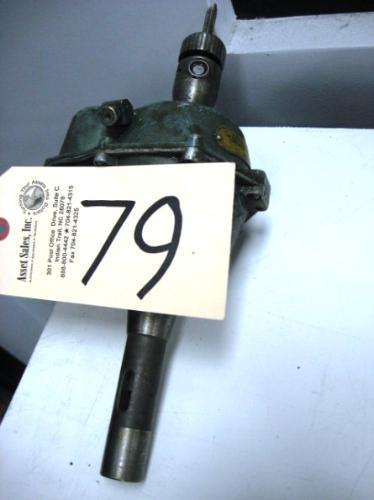 Asset Sales, Inc.
301 Post Office Drive, Suite C
Indian Trail, NC 28079
888-800-4442 ★ 704-821-4315
Fax 704-821-4325
79